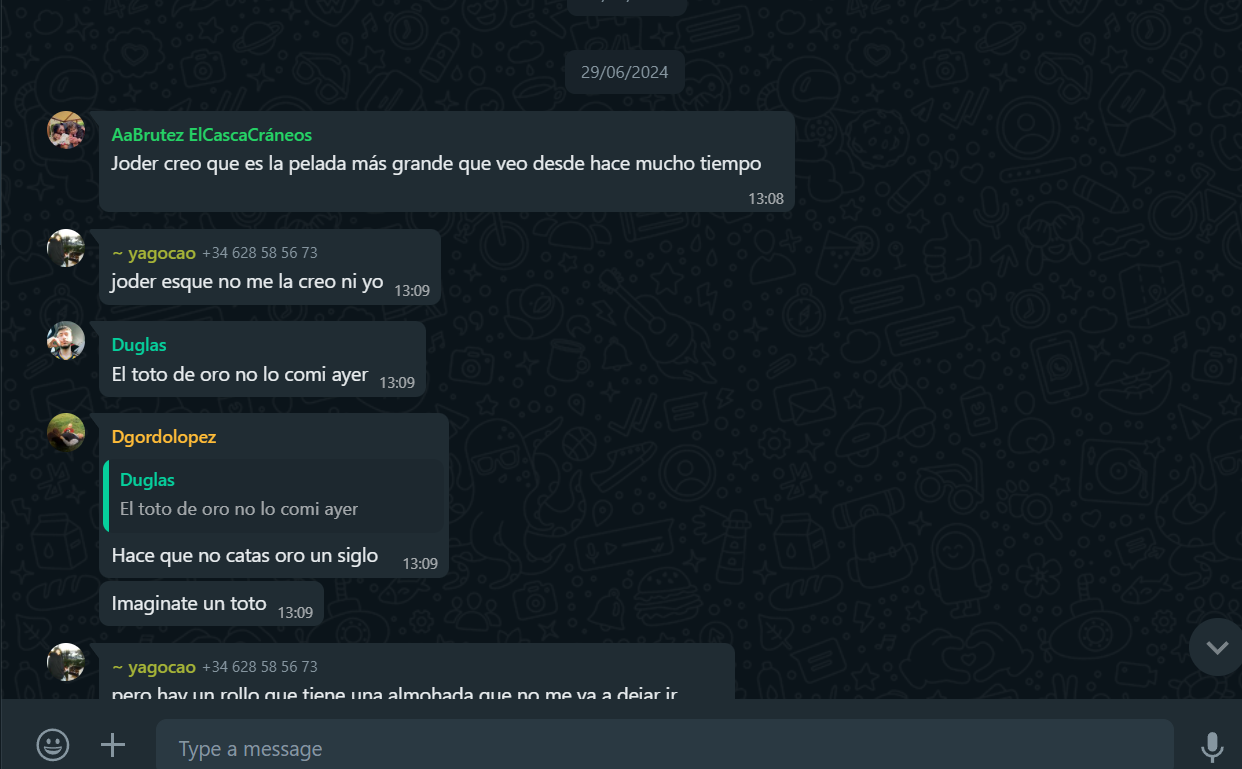 29/06/2024
AaBrutez ElCascaCráneos
Joder creo que es la pelada más grande que veo desde hace mucho tiempo
13:08
~ yagocao +34 628 58 56 73
joder esque no me la creo ni yo 13:09
Duglas
El toto de oro no lo comi ayer 13:09
Dgordolopez
Duglas
El toto de oro no lo comi ayer
Hace que no catas oro un siglo 13:09
Imaginate un toto 13:09
~ yagocao +34 628 58 56 73
pero hay un rollo que tiene una almohada que no me va a dejar ir
Type a message